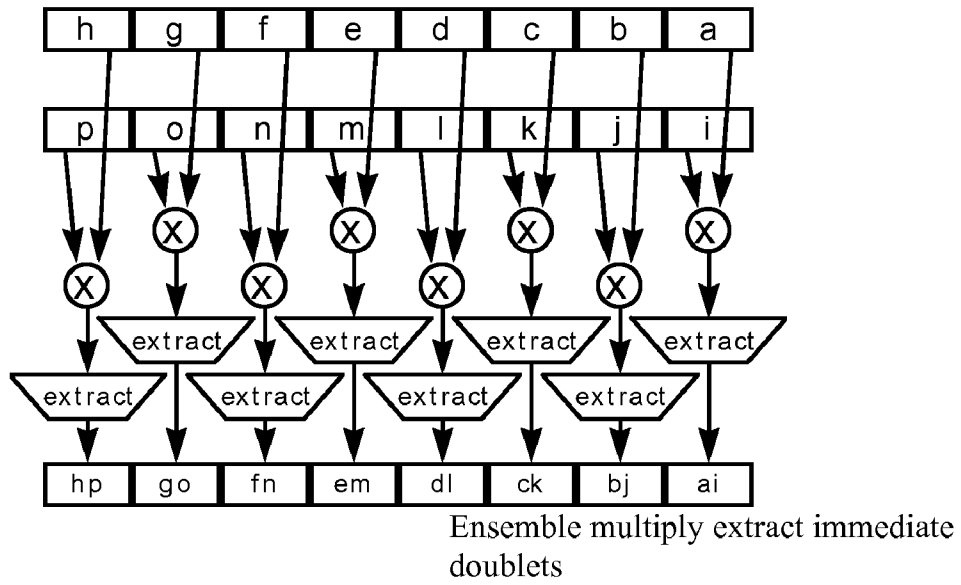 h g f e d c b a
p o n m l k j i
X X X X
X X X X
extract extract extract extract
extract extract extract extract
hp go fn em dl ck bj ai
Ensemble multiply extract immediate
doublets